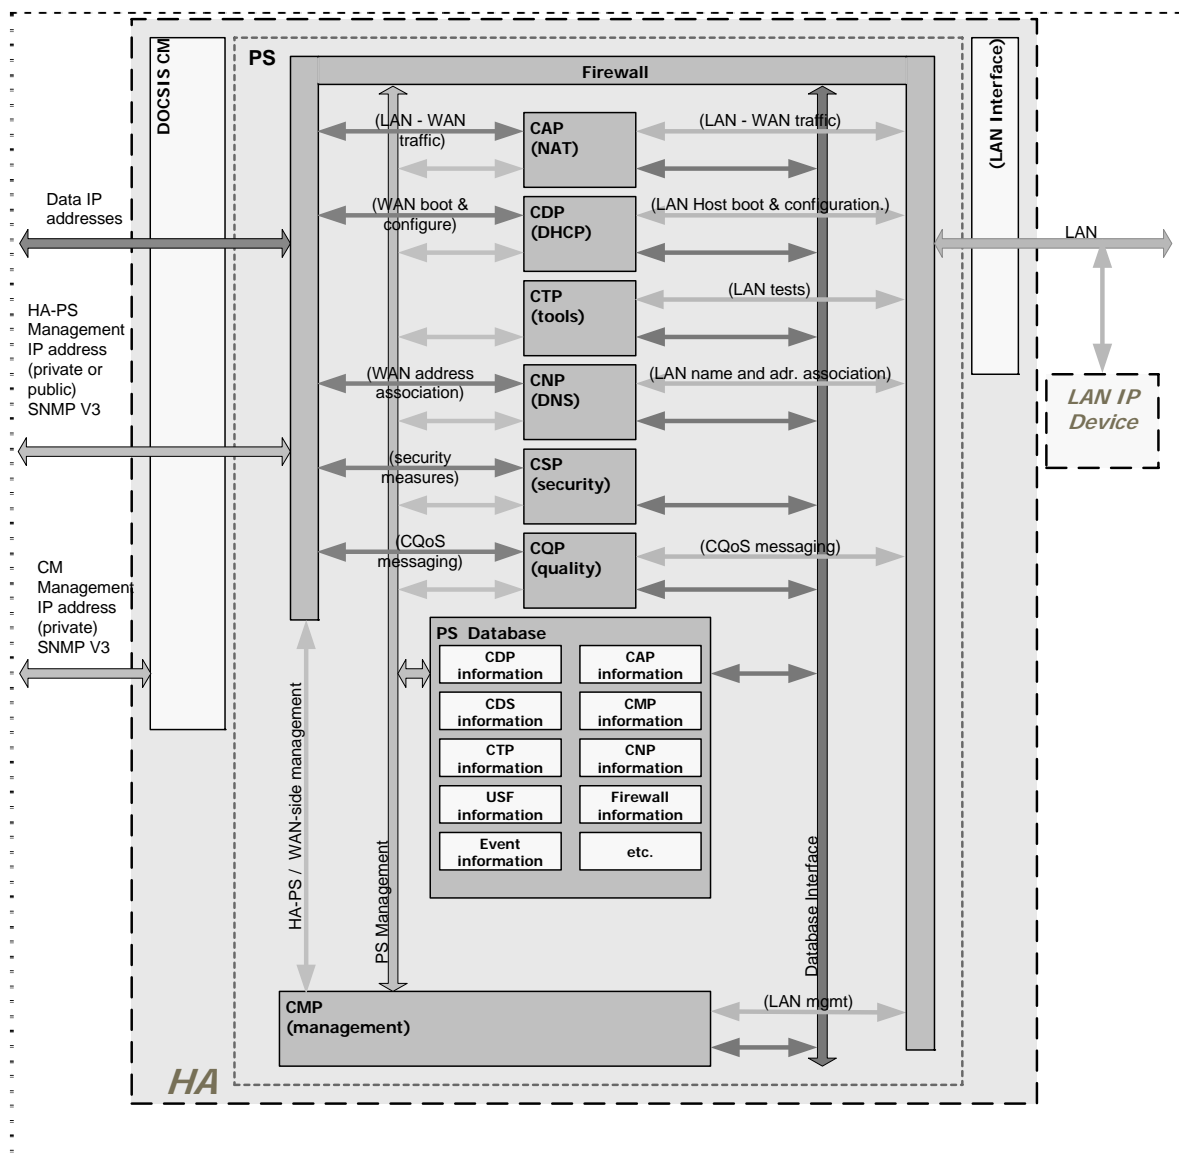 DOCSIS CM
PS
Firewall
(LAN Interface)
(LAN - WAN
traffic)
CAP
(NAT)
(LAN - WAN traffic)
Data IP
addresses
(WAN boot &
configure)
CDP
(DHCP)
(LAN Host boot & configuration.)
LAN
CTP
(tools)
(LAN tests)
HA-PS
Management
IP address
(private or
public)
SNMP V3
(WAN address
association)
CNP
(DNS)
(LAN name and adr. association)
LAN IP
Device
(security
measures)
CSP
(security)
(CQoS
messaging)
CQP
(quality)
(CQoS messaging)
CM
Management
IP address
(private)
SNMP V3
PS Database
CDP
information
CAP
information
CDS
information
CMP
information
CTP
information
CNP
information
USF
information
Firewall
information
Event
information
etc.
HA-PS / WAN-side management
PS Management
Database Interface
CMP
(management)
(LAN mgmt)
HA